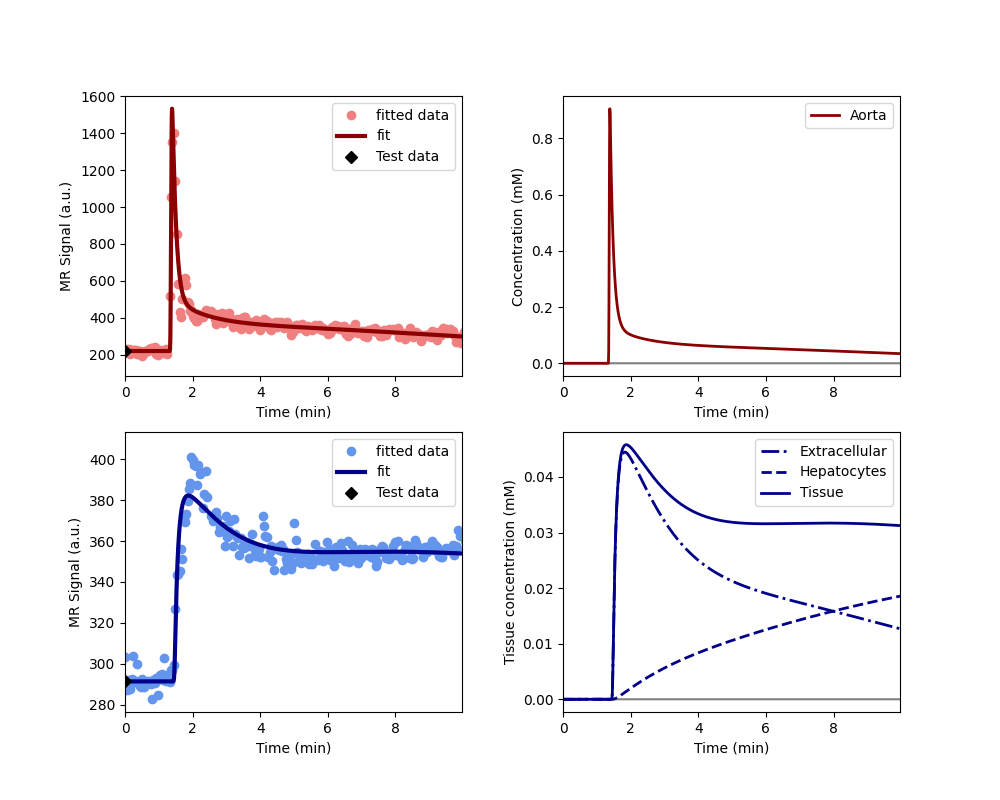 1600
1400
1200
1000
800
600
400
200
MR Signal (a.u.)
0 2 4 6 8
Time (min)
fitted data
fit
Test data
0.8
0.6
0.4
0.2
0.0
Concentration (mM)
0 2 4 6 8
Time (min)
Aorta
400
380
360
340
320
300
280
MR Signal (a.u.)
0 2 4 6 8
Time (min)
fitted data
fit
Test data
0.04
0.03
0.02
0.01
0.00
Tissue concentration (mM)
0 2 4 6 8
Time (min)
Extracellular
Hepatocytes
Tissue